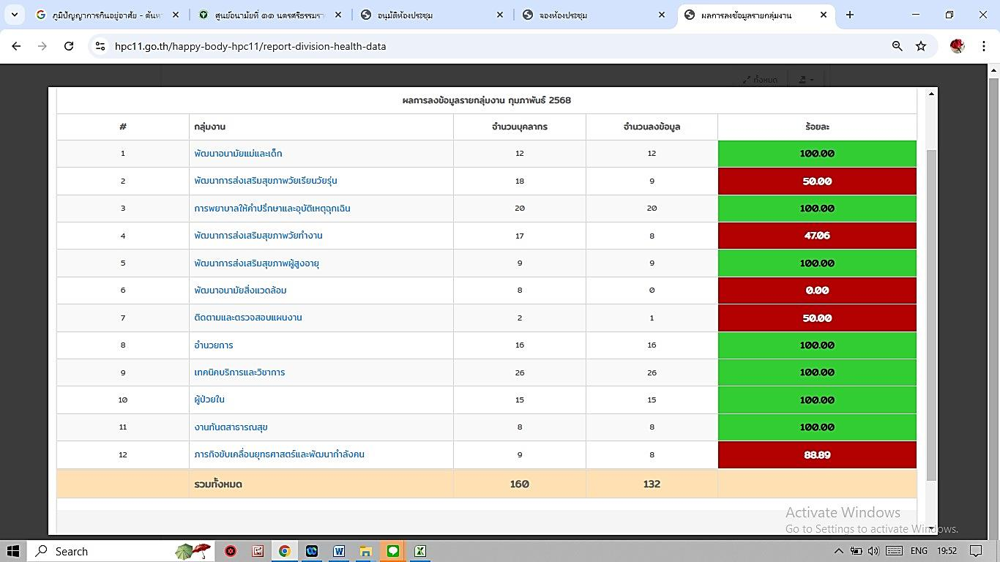 ภูมิปัญญาการกินอยู่อาศัย - ค้นห
ศูนย์อนามัยที่ ๑๑ นครศรีธรรมรา
อนุมัติห้องประชุม
จองห้องประชุม
ผลการลงข้อมูลรายกลุ่มงาน
hpc11.go.th/happy-body-hpc11/report-division-health-data
ทั้งหมด
ผลการลงข้อมูลรายกลุ่มงาน กุมภาพันธ์ 2568
# กลุ่มงาน จำนวนบุคลากร จำนวนลงข้อมูล ร้อยละ
1 พัฒนาอนามัยแม่และเด็ก 12 12 100.00
2 พัฒนาการส่งเสริมสุขภาพวัยเรียนวัยรุ่น 18 9 50.00
3 การพยาบาลให้คำปรึกษาและอุบัติเหตุฉุกเฉิน 20 20 100.00
4 พัฒนาการส่งเสริมสุขภาพวัยทำงาน 17 8 47.06
5 พัฒนาการส่งเสริมสุขภาพผู้สูงอายุ 9 9 100.00
6 พัฒนาอนามัยสิ่งแวดล้อม 8 0 0.00
7 ติดตามและตรวจสอบแผนงาน 2 1 50.00
8 อำนวยการ 16 16 100.00
9 เทคนิคบริการและวิชาการ 26 26 100.00
10 ผู้ป่วยใน 15 15 100.00
11 งานทันตสาธารณสุข 8 8 100.00
12 ภารกิจขับเคลื่อนยุทธศาสตร์และพัฒนากำลังคน 9 8 88.89
รวมทั้งหมด 160 132
Activate Windows
Go to Settings to activate Windows.
Search
ENG 19:52